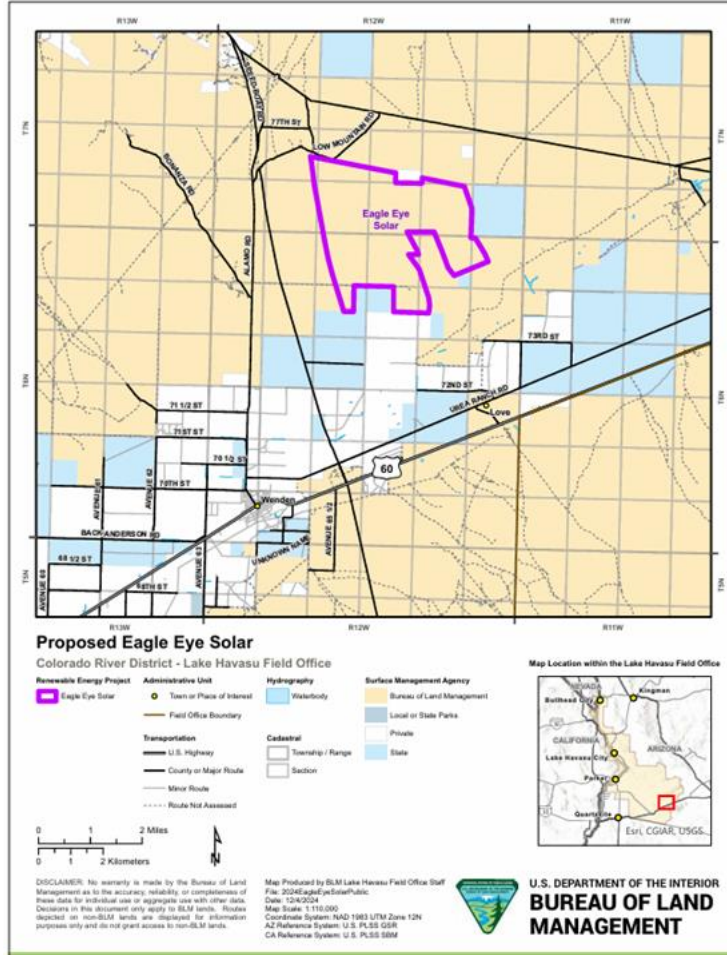 R13W R12W R11W
T7N T7N
SPEED-BOAT RD
77TH ST
LOW MOUNTAIN RD
BONANZA RD
Eagle Eye
Solar
ALAMO RD
73RD ST
T6N T6N
72ND ST
UREA RANCH RD
Love
71 1/2 ST
71ST ST
70 1/2 ST
60
AVENUE 61
AVENUE 62
70TH ST
Wenden
AVENUE 65 1/2
BACK ANDERSON RD
UNKNOWN NAME
68 1/2 ST
AVENUE 63
T5N T5N
AVENUE 60
68TH ST
R13W R12W R11W
Proposed Eagle Eye Solar
Colorado River District - Lake Havasu Field Office
Renewable Energy Project
Eagle Eye Solar
Administrative Unit
Town or Place of Interest
Field Office Boundary
Transportation
U.S. Highway
County or Major Route
Minor Route
Route Not Assessed
Hydrography
Waterbody
Cadastral
Township / Range
Section
Surface Management Agency
Bureau of Land Management
Local or State Parks
Private
State
Map Location within the Lake Havasu Field Office
NEVADA
Kingman
Bullhead City
CALIFORNIA
ARIZONA
Lake Havasu City
Parker
Quartzsite
Esri, CGIAR, USGS
0 1 2 Miles
0 1 2 Kilometers
N
DISCLAIMER: No warranty is made by the Bureau of Land
Management as to the accuracy, reliability, or completeness of
these data for individual use or aggregate use with other data.
Decisions in this document only apply to BLM lands. Routes
depicted on non-BLM lands are displayed for information
purposes only and do not grant access to non-BLM lands.
Map Produced by BLM Lake Havasu Field Office Staff
File: 2024EagleEyeSolarPublic
Date: 12/4/2024
Map Scale: 1:110,000
Coordinate System: NAD 1983 UTM Zone 12N
AZ Reference System: U.S. PLSS GSR
CA Reference System: U.S. PLSS SBM
U.S. DEPARTMENT OF THE INTERIOR
BUREAU OF LAND
MANAGEMENT